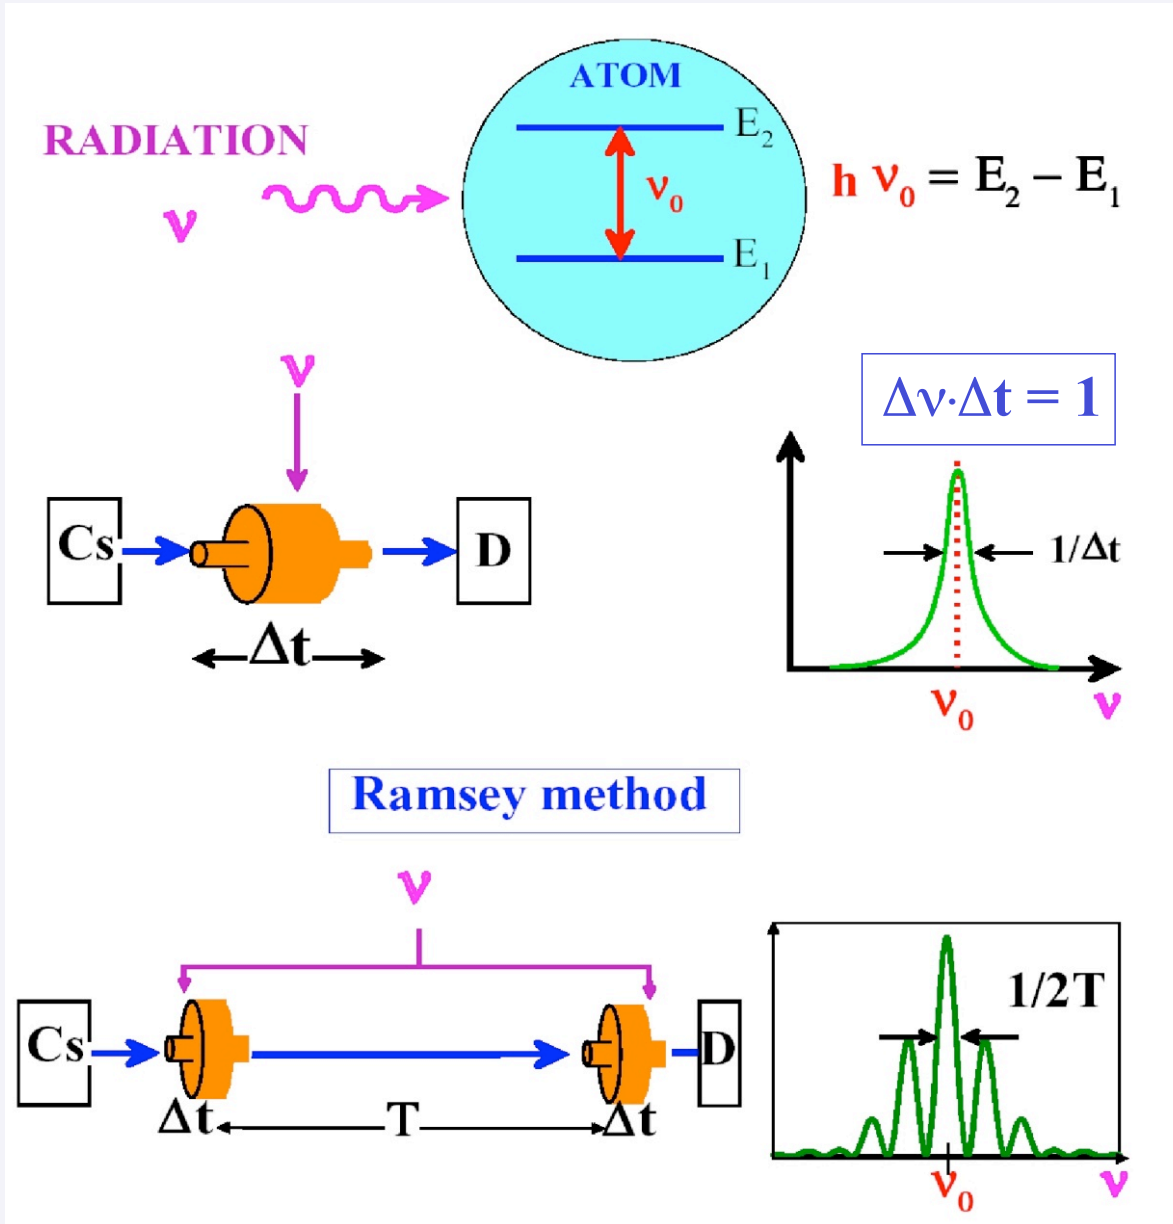 ATOM
RADIATION
ν
E₂
ν₀
E₁
h ν₀ = E₂ − E₁
ν
Δν·Δt = 1
Cs
D
Δt
1/Δt
ν₀
ν
Ramsey method
ν
Cs
D
Δt
T
Δt
1/2T
ν₀
ν